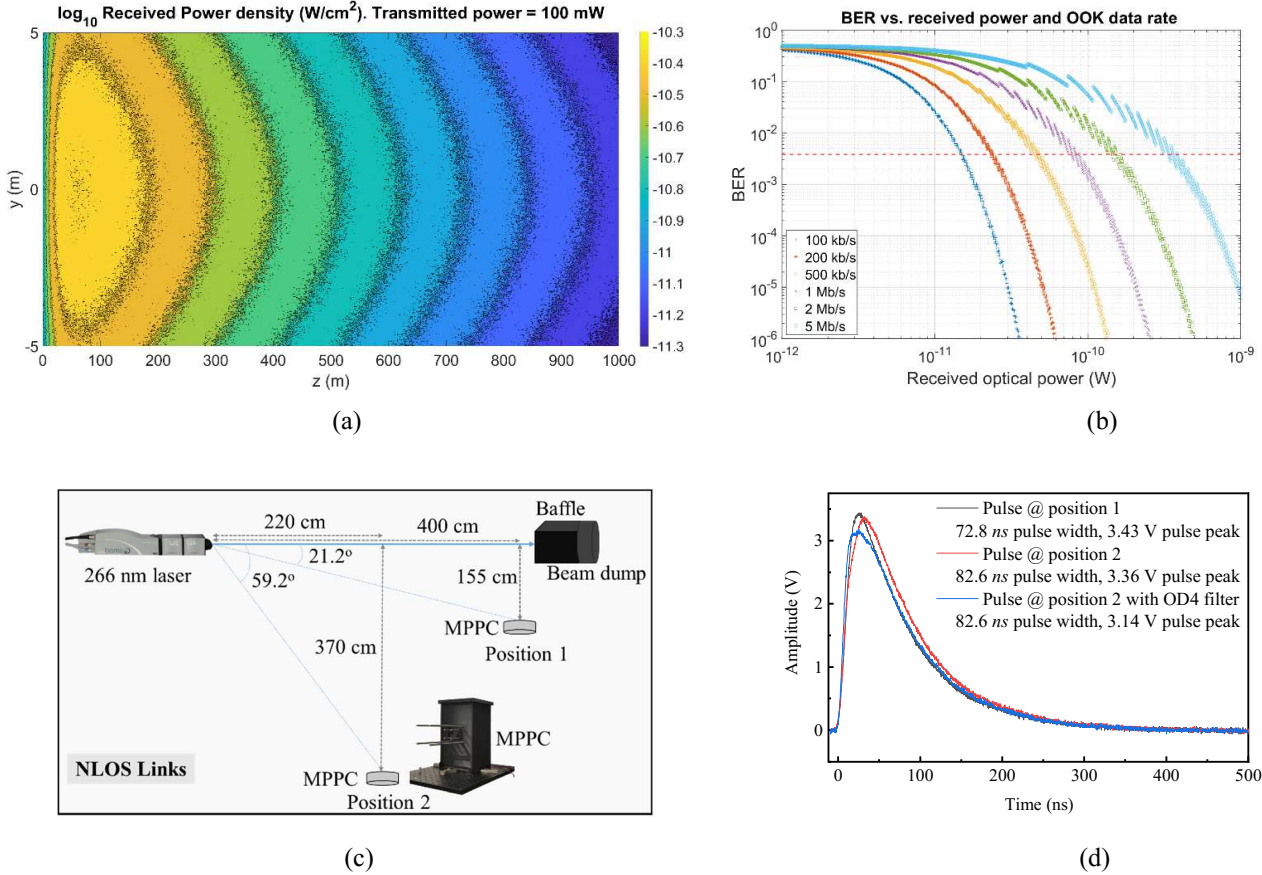 log10 Received Power density (W/cm2). Transmitted power = 100 mW
5
0
-5
y (m)
0 100 200 300 400 500 600 700 800 900 1000
z (m)
-10.3
-10.4
-10.5
-10.6
-10.7
-10.8
-10.9
-11
-11.1
-11.2
-11.3
(a)
BER vs. received power and OOK data rate
10^0
10^-1
10^-2
10^-3
10^-4
10^-5
10^-6
BER
100 kb/s
200 kb/s
500 kb/s
1 Mb/s
2 Mb/s
5 Mb/s
10^-12 10^-11 10^-10 10^-9
Received optical power (W)
(b)
266 nm laser
220 cm
400 cm
Baffle
Beam dump
21.2º
59.2º
155 cm
MPPC
Position 1
370 cm
MPPC
MPPC
Position 2
NLOS Links
(c)
Pulse @ position 1
72.8 ns pulse width, 3.43 V pulse peak
Pulse @ position 2
82.6 ns pulse width, 3.36 V pulse peak
Pulse @ position 2 with OD4 filter
82.6 ns pulse width, 3.14 V pulse peak
3
2
1
0
Amplitude (V)
0 100 200 300 400 500
Time (ns)
(d)